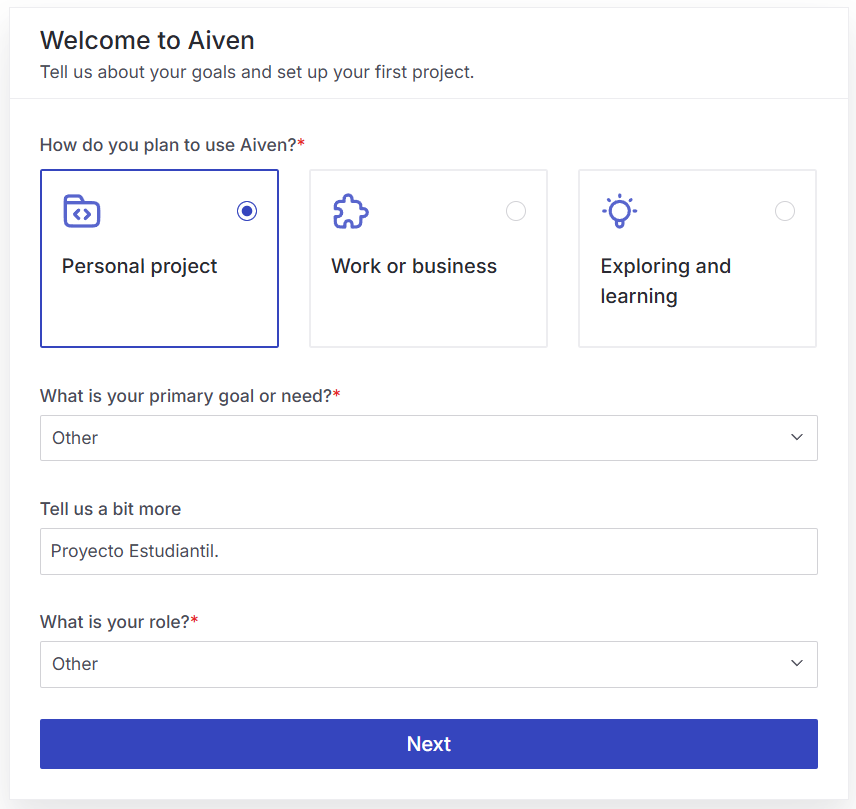 Welcome to Aiven
Tell us about your goals and set up your first project.
How do you plan to use Aiven?*
Personal project
Work or business
Exploring and
learning
What is your primary goal or need?*
Other
Tell us a bit more
Proyecto Estudiantil.
What is your role?*
Other
Next